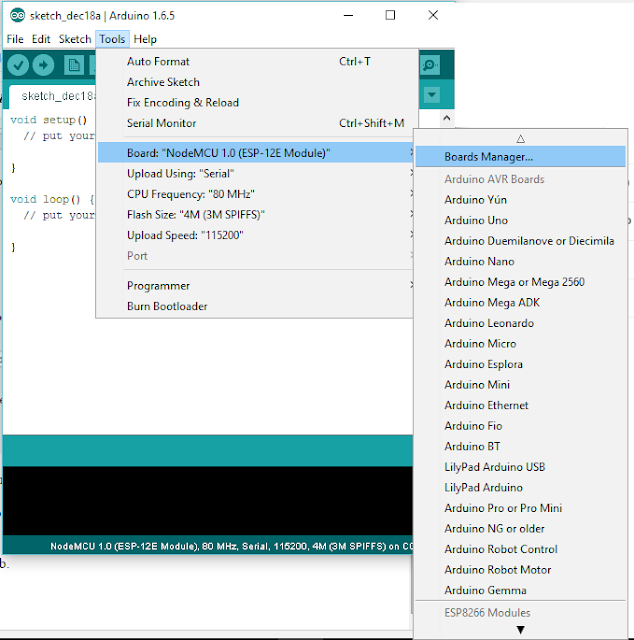 sketch_dec18a | Arduino 1.6.5
File Edit Sketch Tools Help
sketch_dec18a
void setup()
// put your
}
void loop() {
// put your
}
Auto Format Ctrl+T
Archive Sketch
Fix Encoding & Reload
Serial Monitor Ctrl+Shift+M
Board: "NodeMCU 1.0 (ESP-12E Module)"
Upload Using: "Serial"
CPU Frequency: "80 MHz"
Flash Size: "4M (3M SPIFFS)"
Upload Speed: "115200"
Port
Programmer
Burn Bootloader
Boards Manager...
Arduino AVR Boards
Arduino Yún
Arduino Uno
Arduino Duemilanove or Diecimila
Arduino Nano
Arduino Mega or Mega 2560
Arduino Mega ADK
Arduino Leonardo
Arduino Micro
Arduino Esplora
Arduino Mini
Arduino Ethernet
Arduino Fio
Arduino BT
LilyPad Arduino USB
LilyPad Arduino
Arduino Pro or Pro Mini
Arduino NG or older
Arduino Robot Control
Arduino Robot Motor
Arduino Gemma
ESP8266 Modules
NodeMCU 1.0 (ESP-12E Module), 80 MHz, Serial, 115200, 4M (3M SPIFFS) on CO
b.